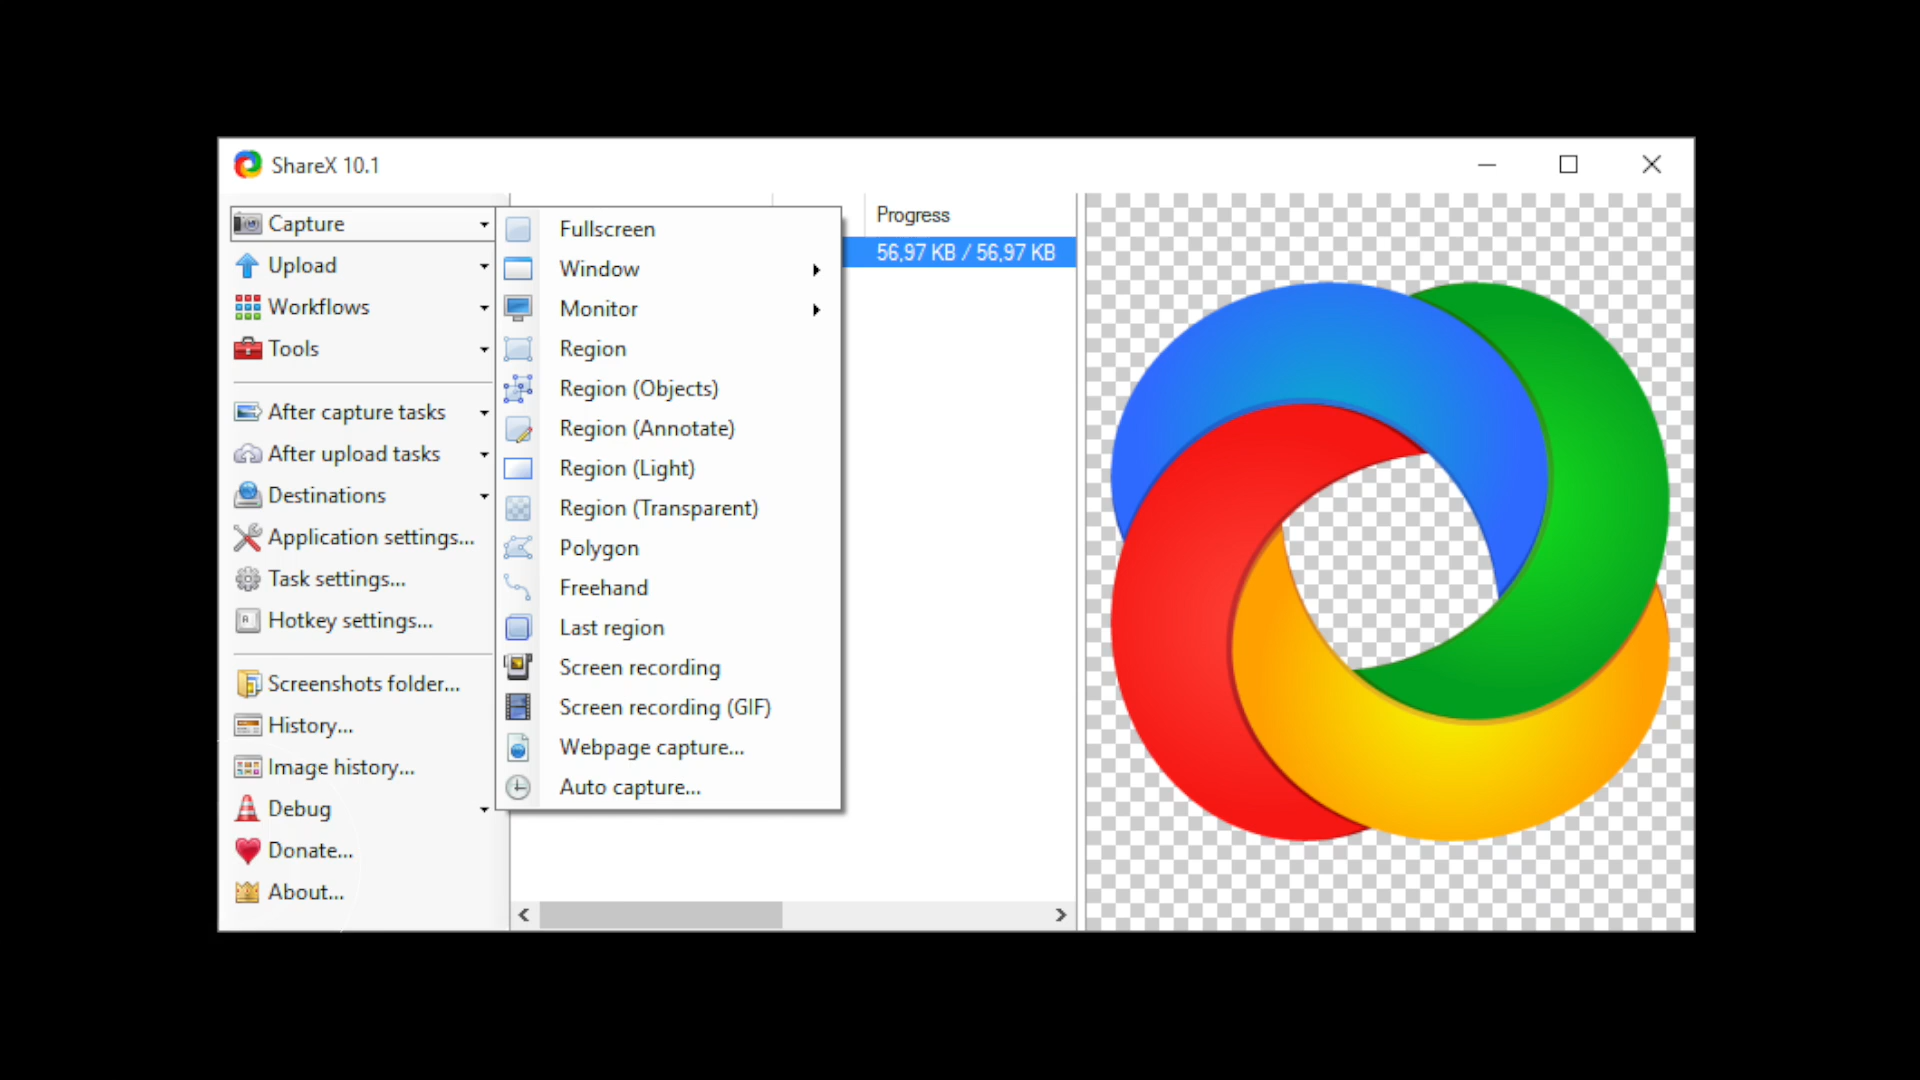 ShareX 10.1
Capture
Upload
Workflows
Tools
After capture tasks
After upload tasks
Destinations
Application settings...
Task settings...
Hotkey settings...
Screenshots folder...
History...
Image history...
Debug
Donate...
About...
Fullscreen
Window
Monitor
Region
Region (Objects)
Region (Annotate)
Region (Light)
Region (Transparent)
Polygon
Freehand
Last region
Screen recording
Screen recording (GIF)
Webpage capture...
Auto capture...
Progress
56,97 KB / 56,97 KB